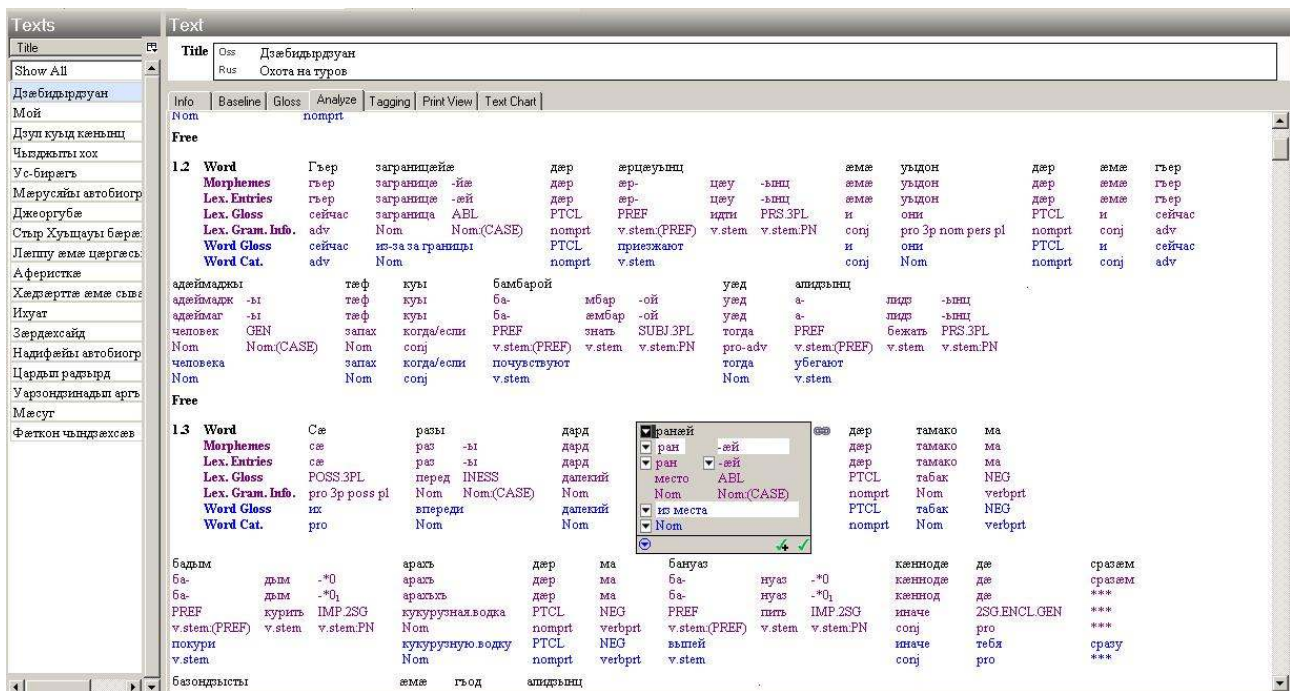 Texts
Title
Show All
Дзæбидырдзуан
Мой
Дзул куыд кæнынц
Чызджыты хох
Ус-бирæгъ
Мæрусяйы автобиогр
Джеоргубæ
Стыр Хуыцауы бæрæ
Лæппу æмæ цæргæсы
Аферисткæ
Хæдзæрттæ æмæ сыва
Ихуат
Зæрдæхсайд
Надифæйы автобиогр
Цардып радзырд
Уарзондзинадып аргъ
Мæсуг
Фæткон чындзæхсæв
Text
Title Oss Дзæбидырдзуан
Rus Охота на туров
Info Baseline Gloss Analyze Tagging Print View Text Chart
Nom nomprt
Free
1.2 Word Гъер заграницæйæ дæр æрцæуынц æмæ уыдон дæр æмæ гъер
Morphemes гъер заграницæ -йæ дæр æр- цæу -ынц æмæ уыдон дæр æмæ гъер
Lex. Entries гъер заграницæ -æй дæр æр- цæу -ынц æмæ уыдон дæр æмæ гъер
Lex. Gloss сейчас заграница ABL PTCL PREF идти PRS.3PL и они PTCL и сейчас
Lex. Gram. Info. adv Nom Nom:(CASE) nomprt v.stem:(PREF) v.stem v.stem:PN conj pro 3p nom pers pl nomprt conj adv
Word Gloss сейчас из-за за границы PTCL приезжают и они PTCL и сейчас
Word Cat. adv Nom nomprt v.stem conj Nom nomprt conj adv
адæймаджы тæф куы бамбарой уæд алидзынц .
адæймадж -ы тæф куы ба- мбар -ой уæд а- лидз -ынц
адæймаг -ы тæф куы ба- æмбар -ой уæд а- лидз -ынц
человек GEN запах когда/если PREF знать SUBJ.3PL тогда PREF бежать PRS.3PL
Nom Nom:(CASE) Nom conj v.stem:(PREF) v.stem v.stem:PN pro-adv v.stem:(PREF) v.stem v.stem:PN
человека запах когда/если почувствуют тогда убегают
Nom Nom conj v.stem Nom v.stem
Free
1.3 Word Сæ разы дард ранæй дæр тамако ма
Morphemes сæ раз -ы дард ран -æй дæр тамако ма
Lex. Entries сæ раз -ы дард ран -æй дæр тамако ма
Lex. Gloss POSS.3PL перед INESS далекий место ABL PTCL табак NEG
Lex. Gram. Info. pro 3p poss pl Nom Nom:(CASE) Nom Nom Nom:(CASE) nomprt Nom verbprt
Word Gloss их впереди далекий из места PTCL табак NEG
Word Cat. pro Nom Nom Nom nomprt Nom verbprt
бадым арахъ дæр ма бануаз кæннодæ дæ сразæм
ба- дым -*0 арахъ дæр ма ба- нуаз -*0 кæннодæ дæ сразæм
ба- дым -*0₁ арахъхъ дæр ма ба- нуаз -*0₁ кæннод дæ ***
PREF курить IMP.2SG кукурузная.водка PTCL NEG PREF пить IMP.2SG иначе 2SG.ENCL.GEN ***
v.stem:(PREF) v.stem v.stem:PN Nom nomprt verbprt v.stem:(PREF) v.stem v.stem:PN conj pro ***
покури кукурузную.водку PTCL NEG выпей иначе тебя сразу
v.stem Nom nomprt verbprt v.stem conj pro ***
базондзысты æмæ гъод алидзынц .